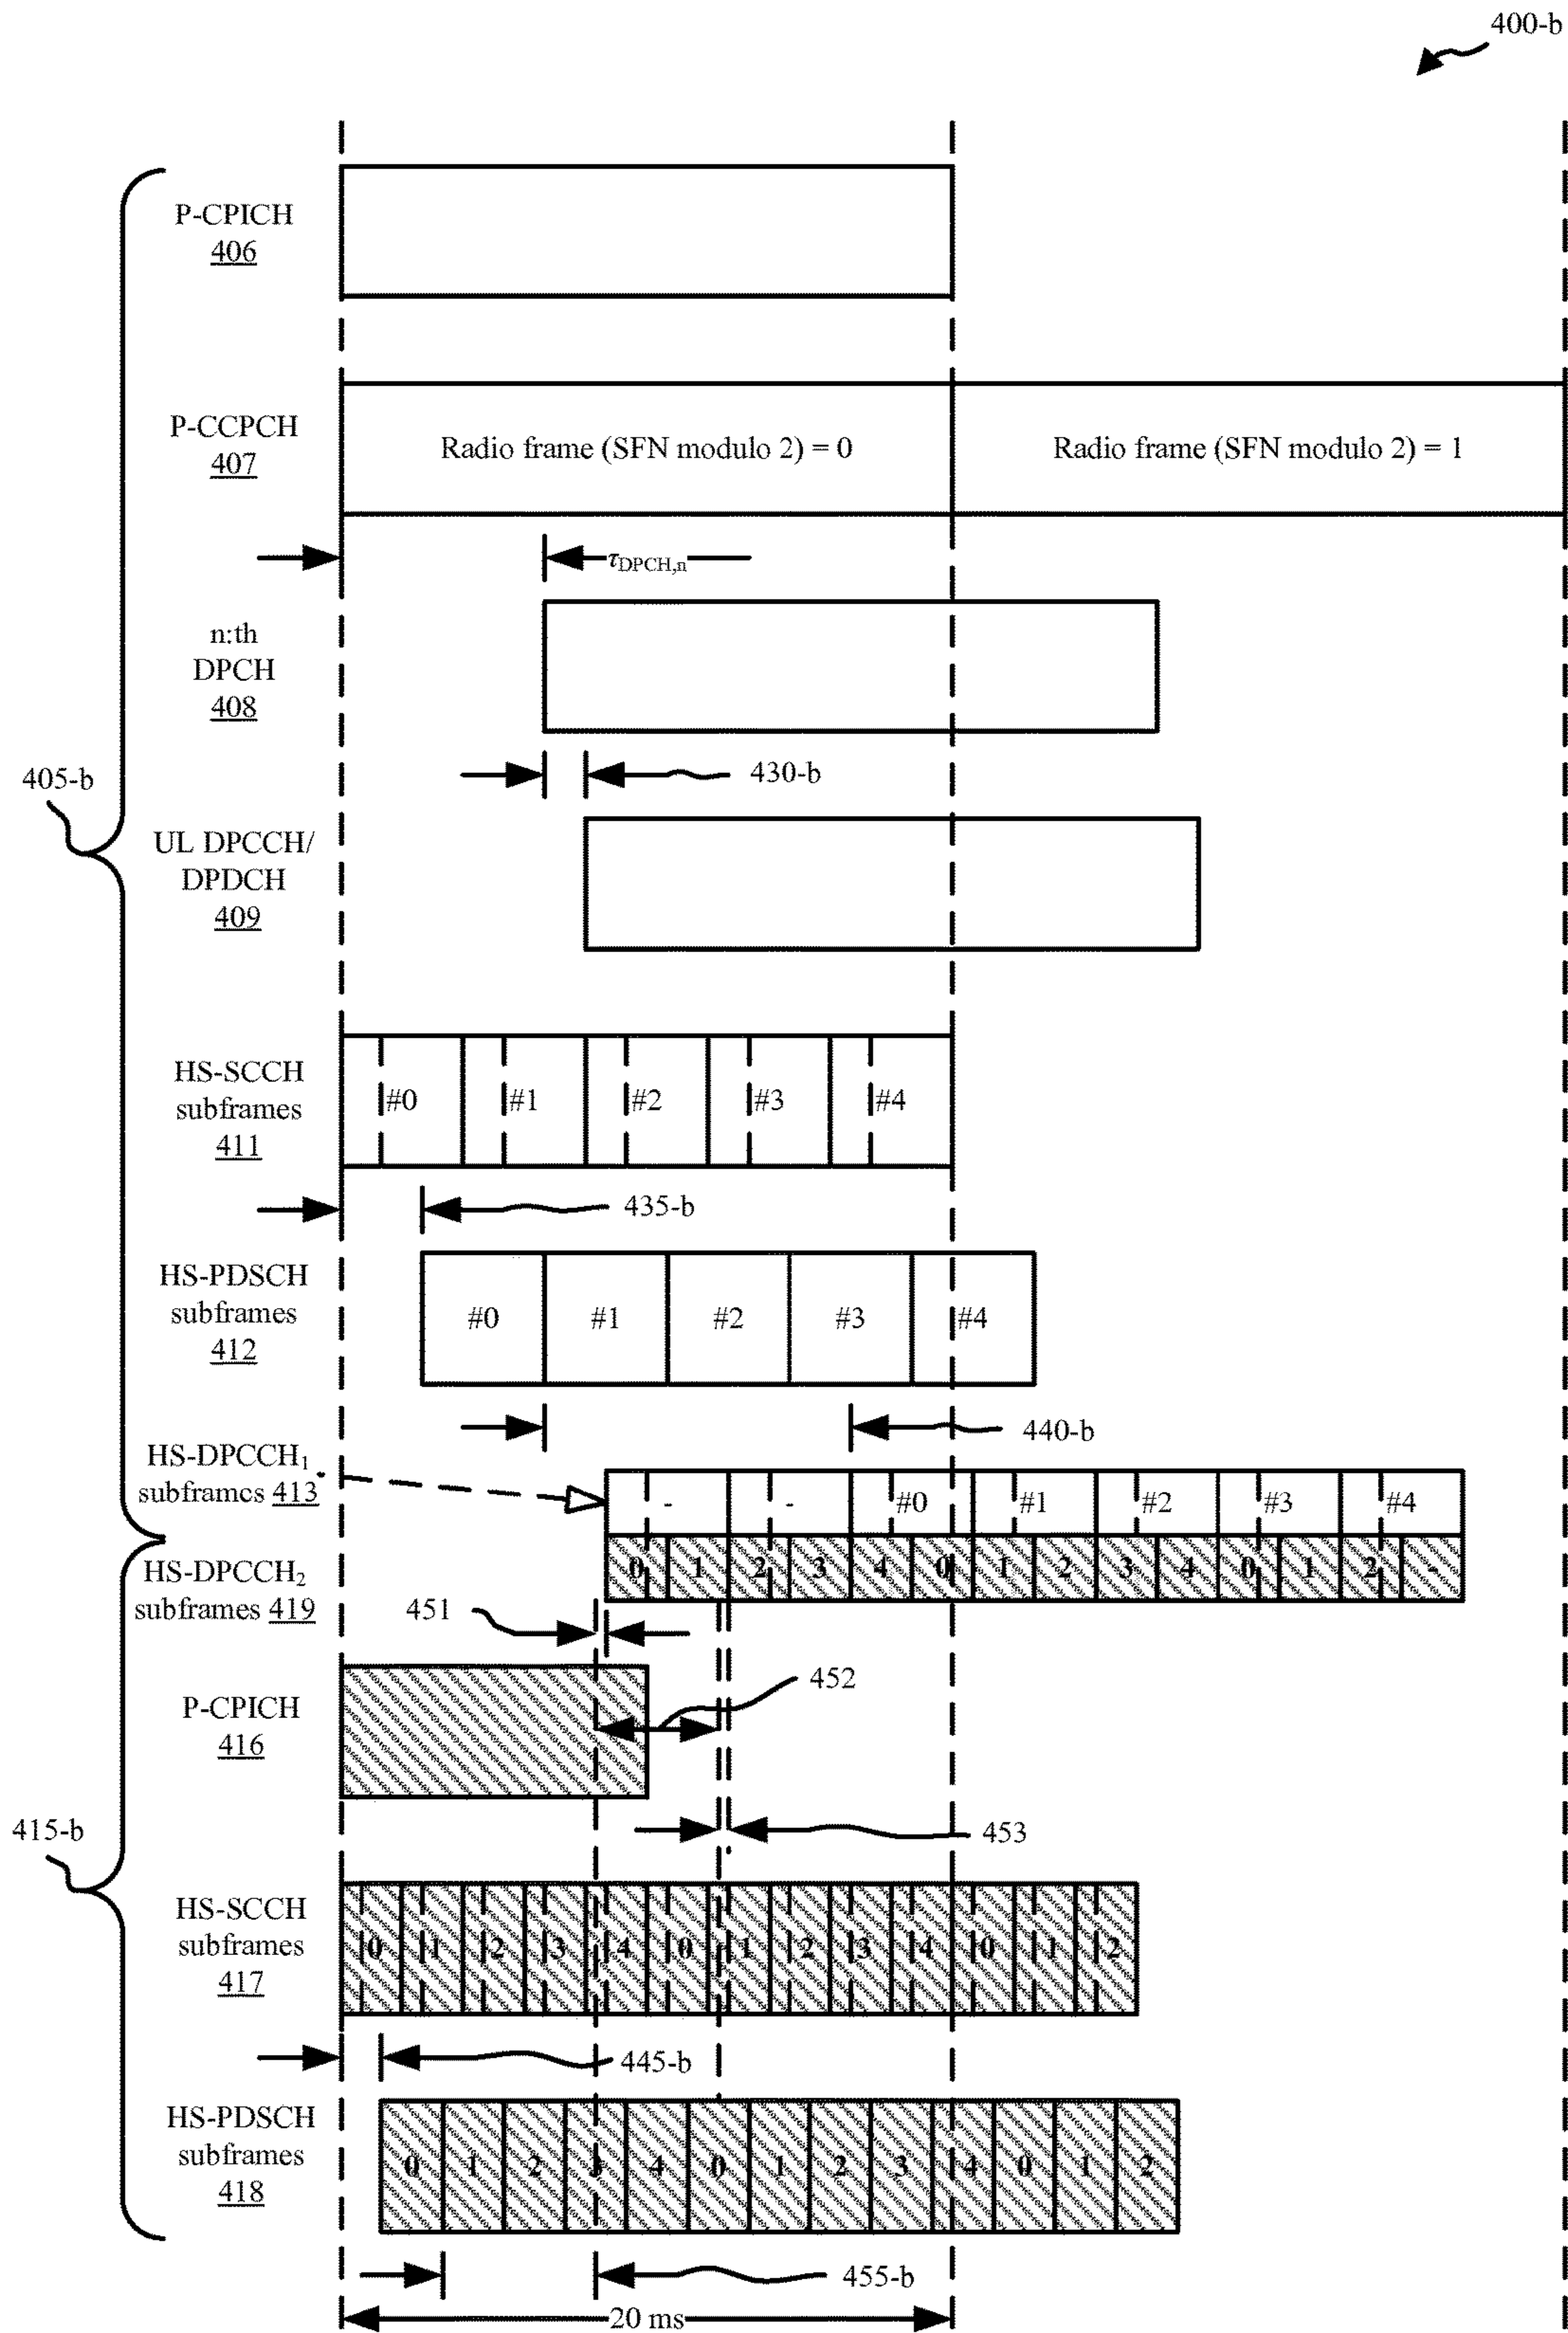 400-b
P-CPICH
406
P-CCPCH
407
Radio frame (SFN modulo 2) = 0
Radio frame (SFN modulo 2) = 1
τDPCH,n
n:th
DPCH
408
430-b
405-b
UL DPCCH/
DPDCH
409
HS-SCCH
subframes
411
#0 #1 #2 #3 #4
435-b
HS-PDSCH
subframes
412
#0 #1 #2 #3 #4
440-b
HS-DPCCH1
subframes 413
- - #0 #1 #2 #3 #4
HS-DPCCH2
subframes 419
0 1 2 3 4 0 1 2 3 4 0 1 2 -
451
P-CPICH
416
452
453
415-b
HS-SCCH
subframes
417
0 1 2 3 4 0 1 2 3 4 0 1 2
445-b
HS-PDSCH
subframes
418
0 1 2 3 4 0 1 2 3 4 0 1 2
455-b
20 ms